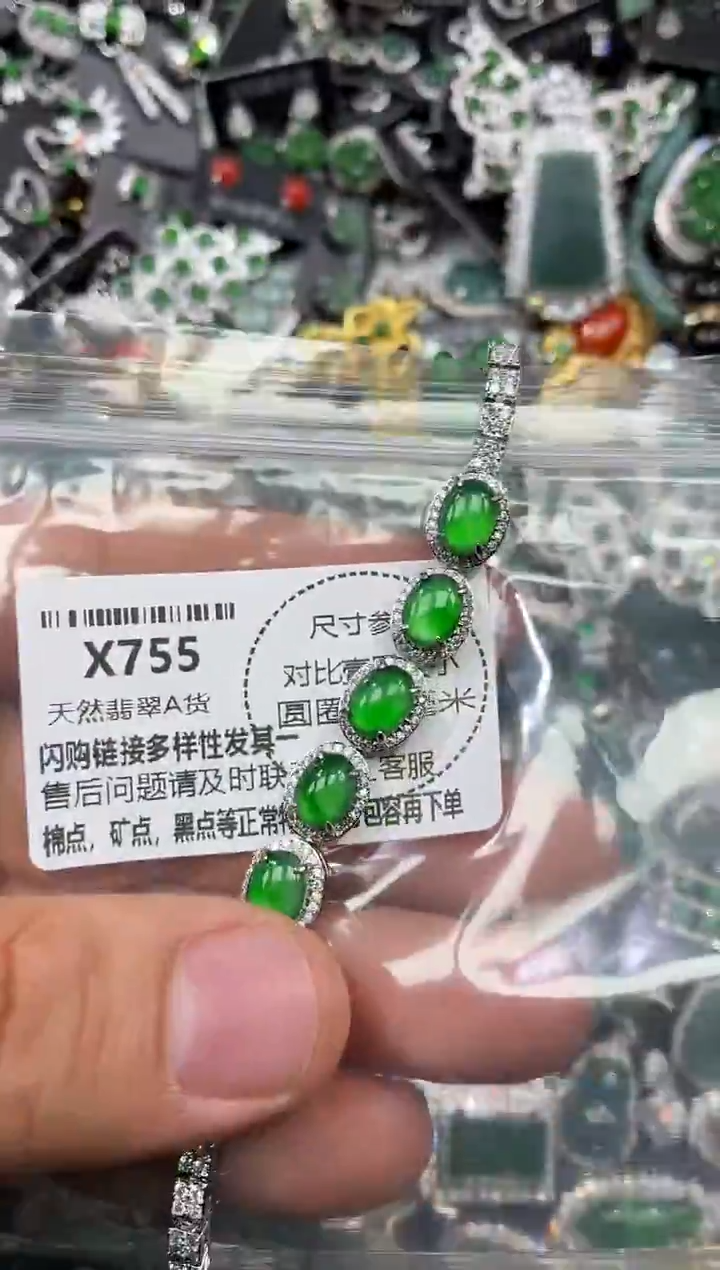 X755
天然翡翠A货
尺寸参
对比
圆圈 米
闪购链接多样性发其一
售后问题请及时联 客服
棉点，矿点，黑点等正常 包容再下单